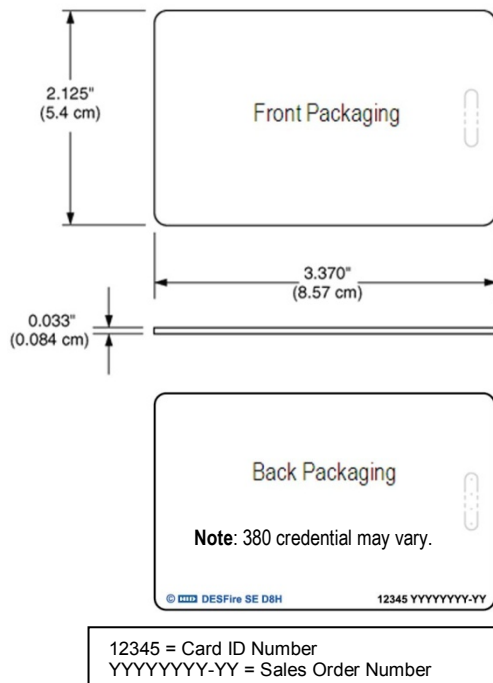 2.125"
(5.4 cm)
Front Packaging
3.370"
(8.57 cm)
0.033"
(0.084 cm)
Back Packaging
Note: 380 credential may vary.
© HID DESFire SE D8H 12345 YYYYYYYY-YY
12345 = Card ID Number
YYYYYYYY-YY = Sales Order Number